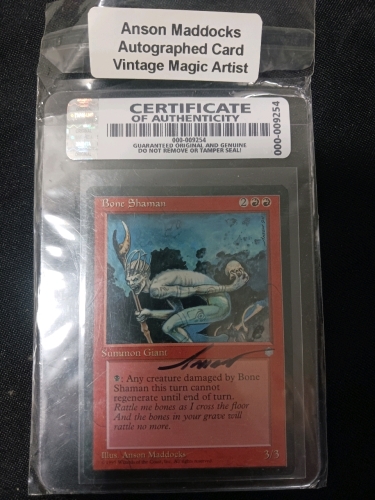 Anson Maddocks
Autographed Card
Vintage Magic Artist
CERTIFICATE
OF AUTHENTICITY
000-009254
GUARANTEED ORIGINAL AND GENUINE
DO NOT REMOVE OR TAMPER SEAL!
000-009254
Bone Shaman 2
Summon Giant
: Any creature damaged by Bone
Shaman this turn cannot
regenerate until end of turn.
Rattle me bones as I cross the floor
And the bones in your grave will
rattle no more.
Illus. Anson Maddocks
3/3